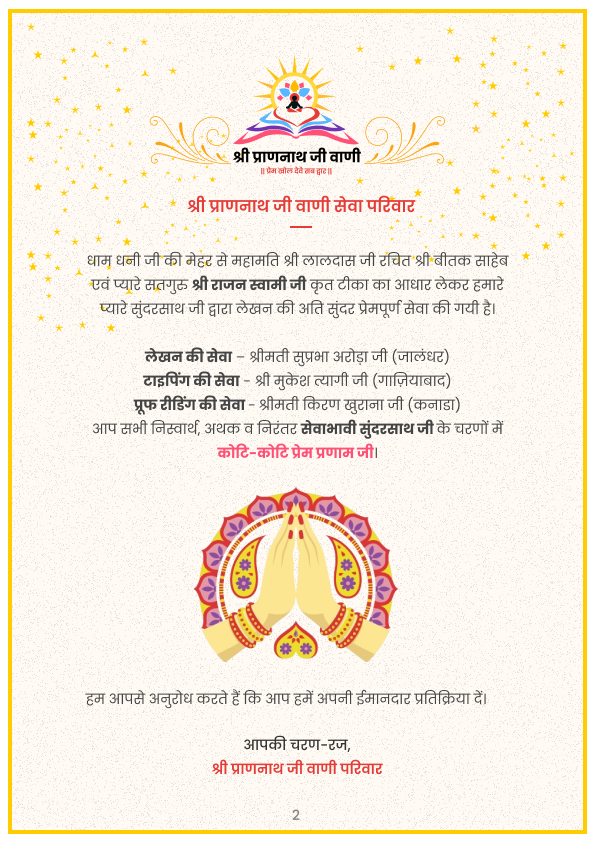 श्री प्राणनाथ जी वाणी
|| प्रेम खोल देवे सब द्वार ||
श्री प्राणनाथ जी वाणी सेवा परिवार
धाम धनी जी की मेहर से महामति श्री लालदास जी रचित श्री बीतक साहेब
एवं प्यारे सतगुरु श्री राजन स्वामी जी कृत टीका का आधार लेकर हमारे
प्यारे सुंदरसाथ जी द्वारा लेखन की अति सुंदर प्रेमपूर्ण सेवा की गयी है।
लेखन की सेवा – श्रीमती सुप्रभा अरोड़ा जी (जालंधर)
टाइपिंग की सेवा - श्री मुकेश त्यागी जी (गाज़ियाबाद)
प्रूफ रीडिंग की सेवा - श्रीमती किरण खुराना जी (कनाडा)
आप सभी निस्वार्थ, अथक व निरंतर सेवाभावी सुंदरसाथ जी के चरणों में
कोटि-कोटि प्रेम प्रणाम जी।
हम आपसे अनुरोध करते हैं कि आप हमें अपनी ईमानदार प्रतिक्रिया दें।
आपकी चरण-रज,
श्री प्राणनाथ जी वाणी परिवार
2